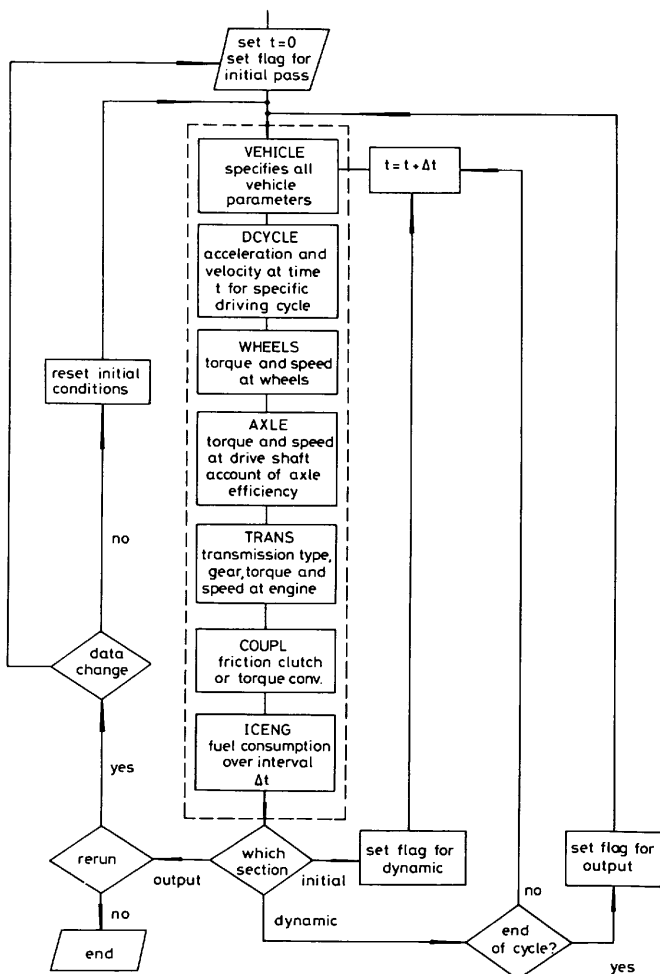 set t=0
set flag for
initial pass
VEHICLE
specifies all
vehicle
parameters
t = t + Δt
DCYCLE
acceleration and
velocity at time
t for specific
driving cycle
WHEELS
torque and speed
at wheels
reset initial
conditions
AXLE
torque and speed
at drive shaft
account of axle
efficiency
TRANS
transmission type,
gear, torque and
speed at engine
no
COUPL
friction clutch
or torque conv.
data
change
ICENG
fuel consumption
over interval
Δt
yes
which
section
rerun
output
initial
set flag for
dynamic
set flag for
output
no
dynamic
no
end
end
of cycle?
yes